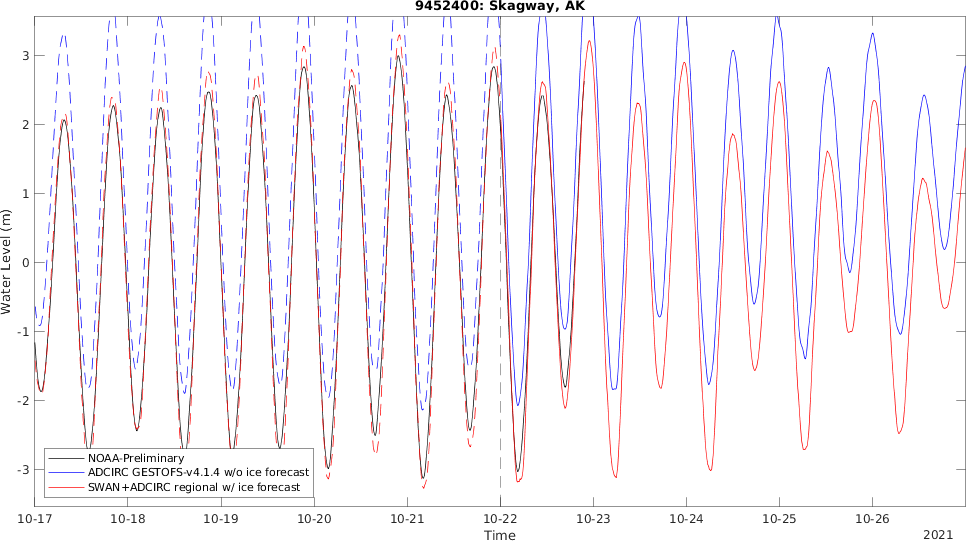 9452400: Skagway, AK
Water Level (m)
3
2
1
0
-1
-2
-3
NOAA-Preliminary
ADCIRC GESTOFS-v4.1.4 w/o ice forecast
SWAN+ADCIRC regional w/ ice forecast
10-17 10-18 10-19 10-20 10-21 10-22 10-23 10-24 10-25 10-26
Time
2021